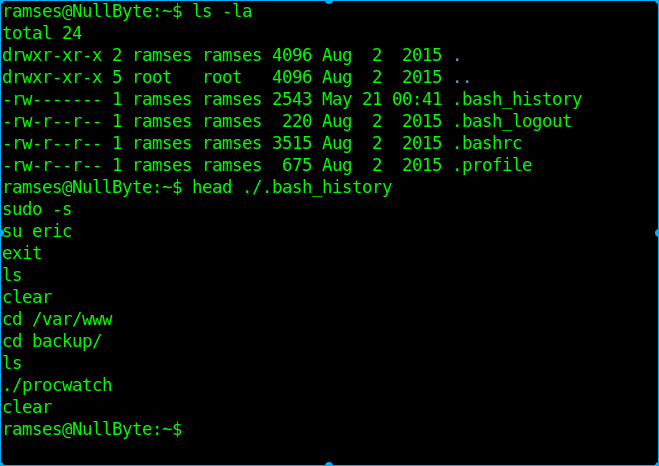 ramses@NullByte:~$ ls -la
total 24
drwxr-xr-x 2 ramses ramses 4096 Aug  2  2015 .
drwxr-xr-x 5 root   root   4096 Aug  2  2015 ..
-rw------- 1 ramses ramses 2543 May 21 00:41 .bash_history
-rw-r--r-- 1 ramses ramses  220 Aug  2  2015 .bash_logout
-rw-r--r-- 1 ramses ramses 3515 Aug  2  2015 .bashrc
-rw-r--r-- 1 ramses ramses  675 Aug  2  2015 .profile
ramses@NullByte:~$ head ./.bash_history
sudo -s
su eric
exit
ls
clear
cd /var/www
cd backup/
ls
./procwatch
clear
ramses@NullByte:~$